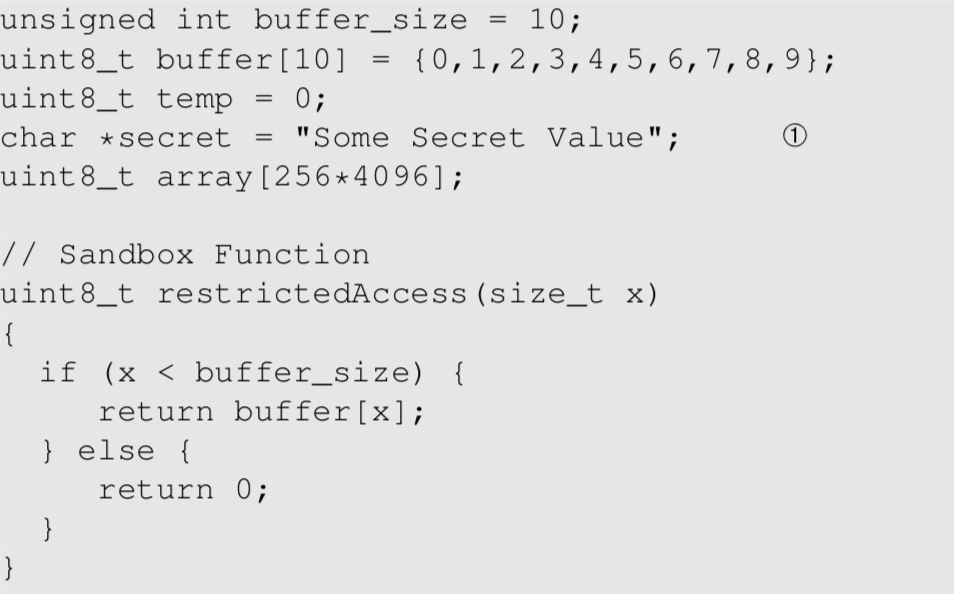 unsigned int buffer_size = 10;
uint8_t buffer[10] = {0,1,2,3,4,5,6,7,8,9};
uint8_t temp = 0;
char *secret = "Some Secret Value";      ①
uint8_t array[256*4096];

// Sandbox Function
uint8_t restrictedAccess(size_t x)
{
  if (x < buffer_size) {
     return buffer[x];
  } else {
     return 0;
  }
}